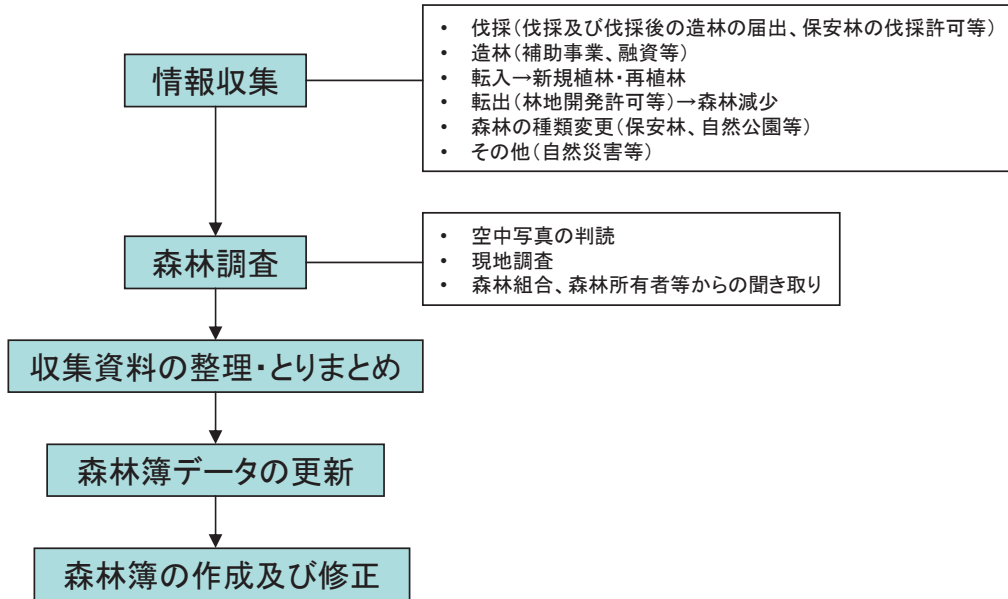 情報収集
• 伐採（伐採及び伐採後の造林の届出、保安林の伐採許可等）
• 造林（補助事業、融資等）
• 転入→新規植林・再植林
• 転出（林地開発許可等）→森林減少
• 森林の種類変更（保安林、自然公園等）
• その他（自然災害等）
森林調査
• 空中写真の判読
• 現地調査
• 森林組合、森林所有者等からの聞き取り
収集資料の整理・とりまとめ
森林簿データの更新
森林簿の作成及び修正